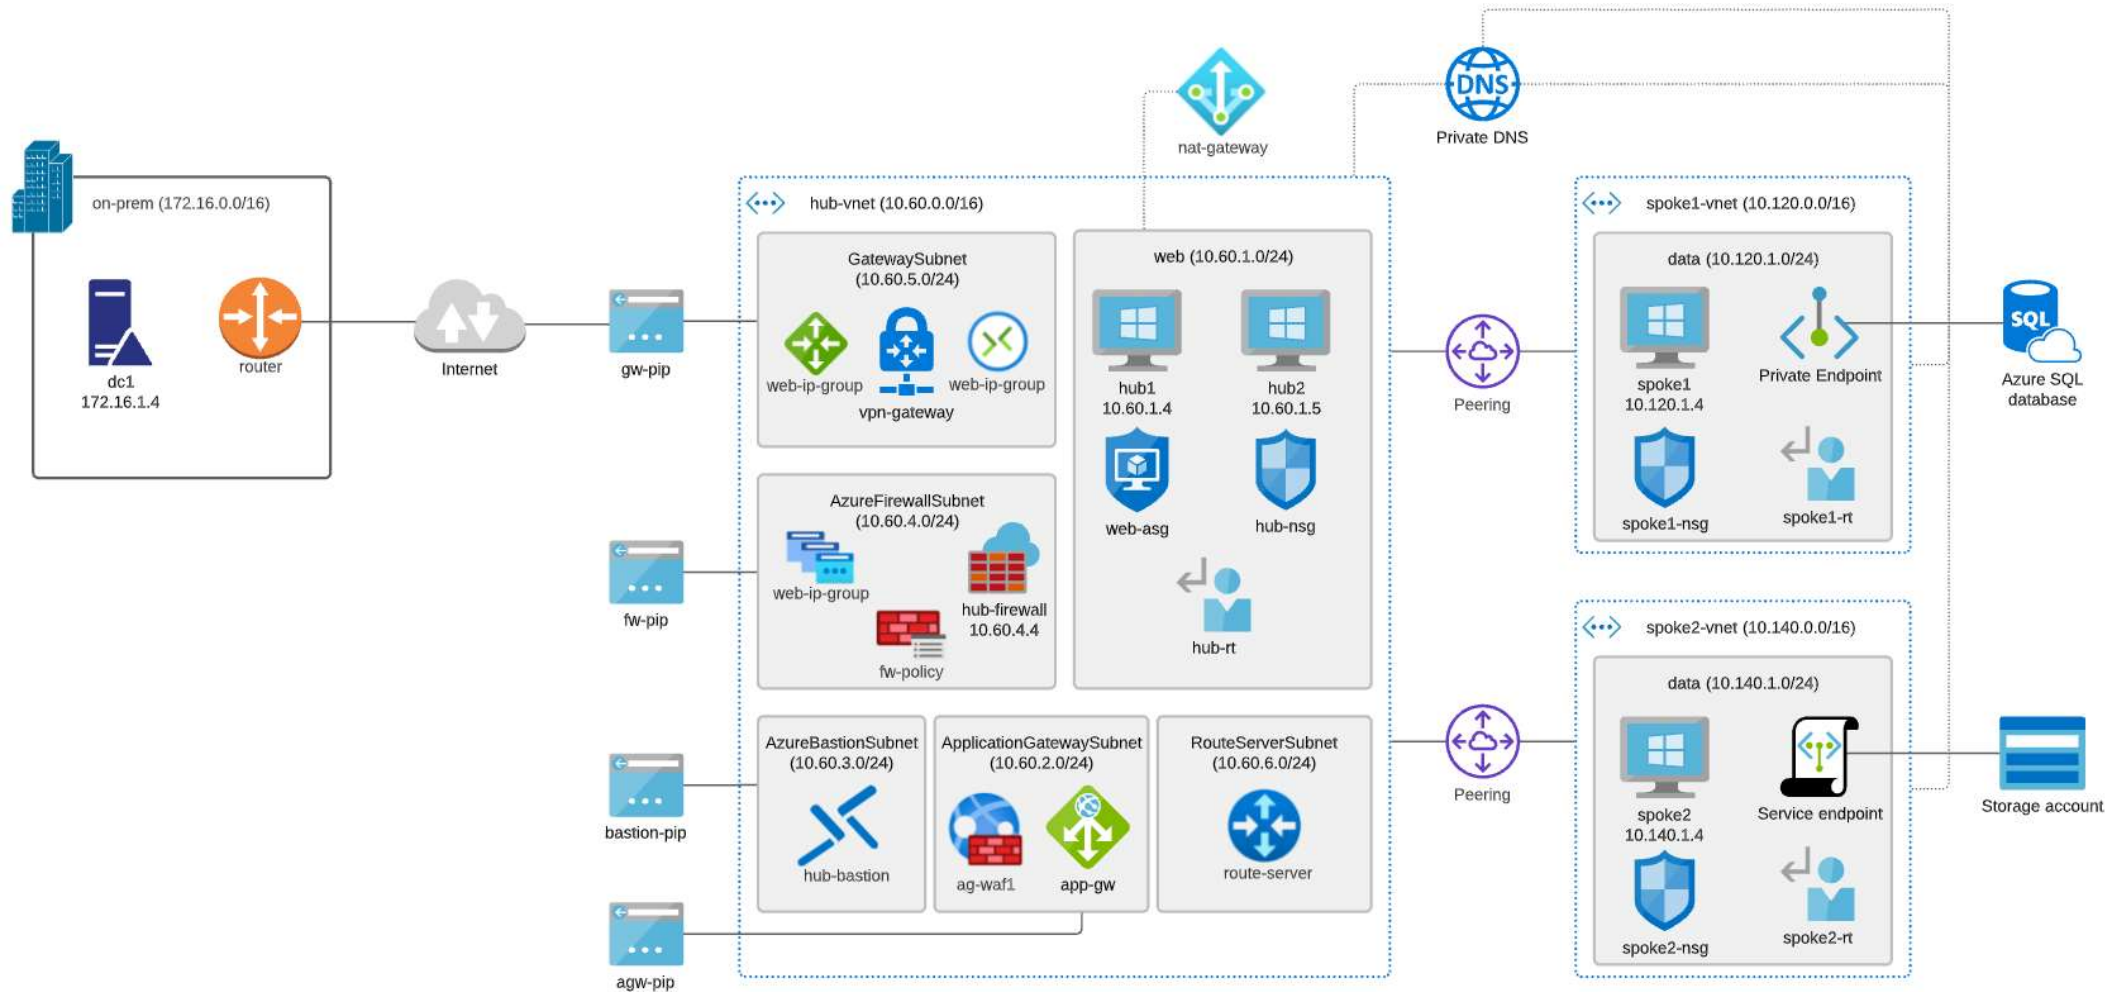 DNS
Private DNS
nat-gateway
on-prem (172.16.0.0/16)
dc1
172.16.1.4
router
Internet
gw-pip
fw-pip
bastion-pip
agw-pip
hub-vnet (10.60.0.0/16)
GatewaySubnet
(10.60.5.0/24)
web-ip-group
vpn-gateway
web-ip-group
AzureFirewallSubnet
(10.60.4.0/24)
web-ip-group
hub-firewall
10.60.4.4
fw-policy
AzureBastionSubnet
(10.60.3.0/24)
hub-bastion
ApplicationGatewaySubnet
(10.60.2.0/24)
ag-waf1
app-gw
RouteServerSubnet
(10.60.6.0/24)
route-server
web (10.60.1.0/24)
hub1
10.60.1.4
hub2
10.60.1.5
web-asg
hub-nsg
hub-rt
Peering
Peering
spoke1-vnet (10.120.0.0/16)
data (10.120.1.0/24)
spoke1
10.120.1.4
Private Endpoint
spoke1-nsg
spoke1-rt
SQL
Azure SQL
database
spoke2-vnet (10.140.0.0/16)
data (10.140.1.0/24)
spoke2
10.140.1.4
Service endpoint
spoke2-nsg
spoke2-rt
Storage account